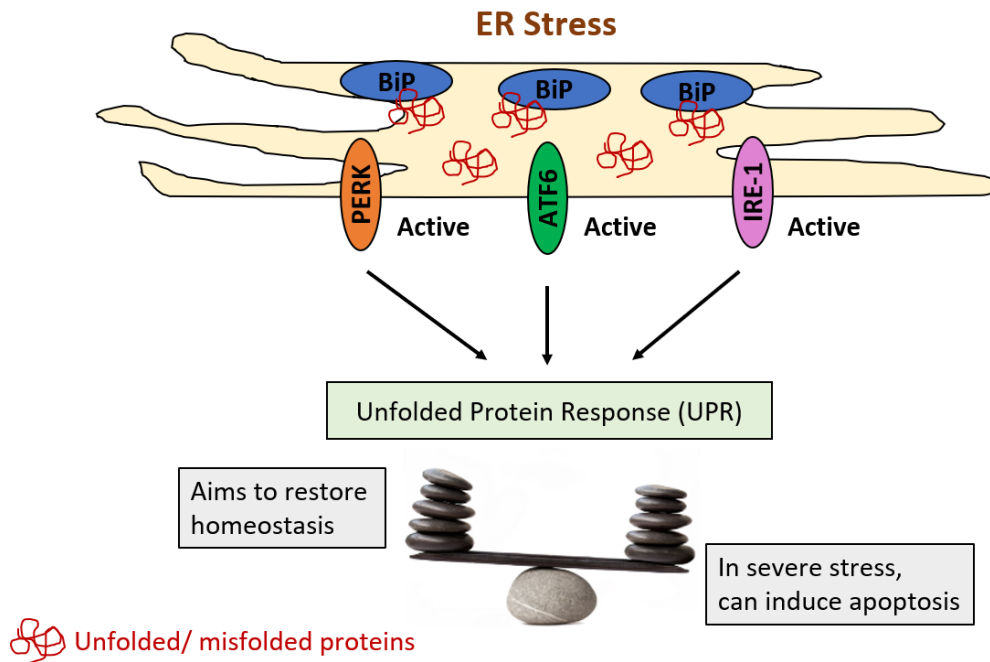 ER Stress
BiP
BiP
BiP
PERK
Active
ATF6
Active
IRE-1
Active
Unfolded Protein Response (UPR)
Aims to restore
homeostasis
In severe stress,
can induce apoptosis
Unfolded/ misfolded proteins